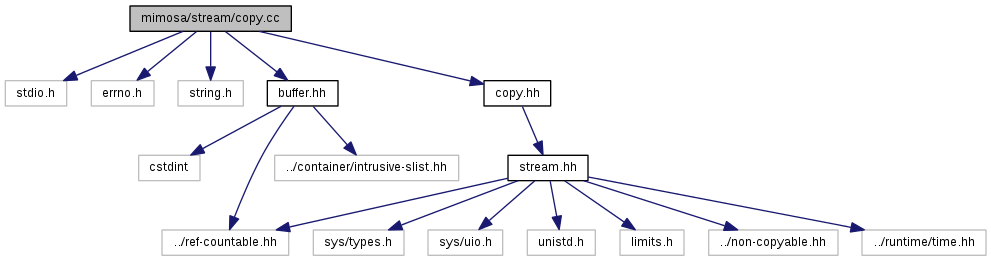 mimosa/stream/copy.cc
stdio.h
errno.h
string.h
buffer.hh
copy.hh
cstdint
../container/intrusive-slist.hh
stream.hh
../ref-countable.hh
sys/types.h
sys/uio.h
unistd.h
limits.h
../non-copyable.hh
../runtime/time.hh